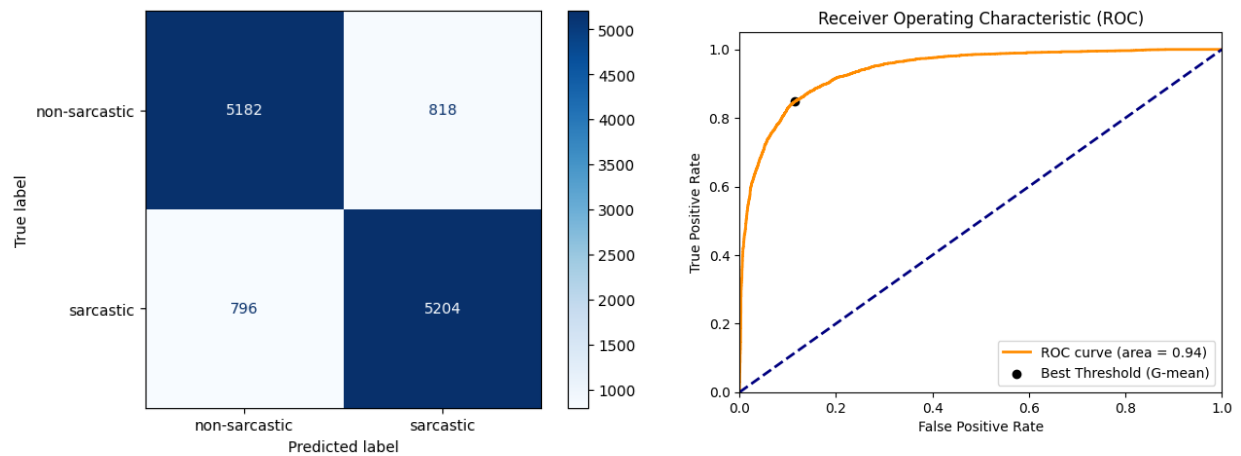 5000
4500
4000
3500
3000
2500
2000
1500
1000
non-sarcastic
sarcastic
True label
5182
818
796
5204
non-sarcastic sarcastic
Predicted label
Receiver Operating Characteristic (ROC)
1.0
0.8
0.6
0.4
0.2
0.0
True Positive Rate
ROC curve (area = 0.94)
Best Threshold (G-mean)
0.0 0.2 0.4 0.6 0.8 1.0
False Positive Rate